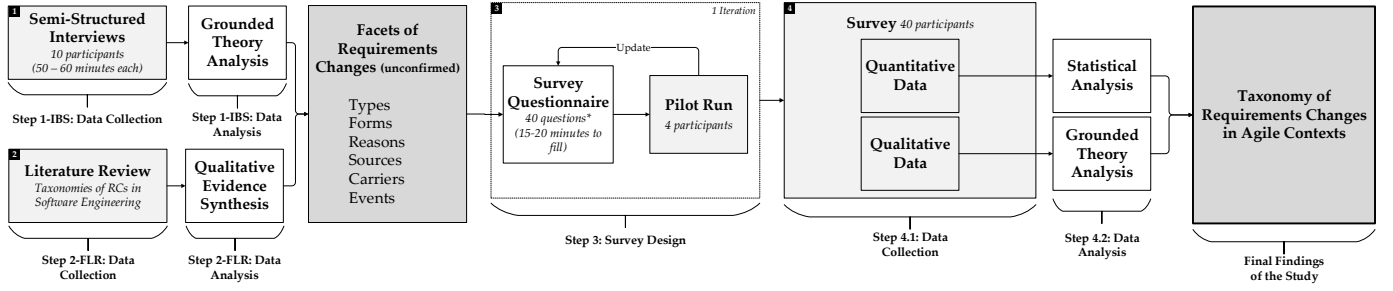 1
Semi-Structured
Interviews
10 participants
(50 – 60 minutes each)
Step 1-IBS: Data Collection
Grounded
Theory
Analysis
Step 1-IBS: Data
Analysis
2
Literature Review
Taxonomies of RCs in
Software Engineering
Step 2-FLR: Data
Collection
Qualitative
Evidence
Synthesis
Step 2-FLR: Data
Analysis
Facets of
Requirements
Changes (unconfirmed)
Types
Forms
Reasons
Sources
Carriers
Events
3
1 Iteration
Update
Survey
Questionnaire
40 questions*
(15-20 minutes to
fill)
Pilot Run
4 participants
Step 3: Survey Design
4
Survey 40 participants
Quantitative
Data
Qualitative
Data
Step 4.1: Data
Collection
Statistical
Analysis
Grounded
Theory
Analysis
Step 4.2: Data
Analysis
Taxonomy of
Requirements Changes
in Agile Contexts
Final Findings
of the Study